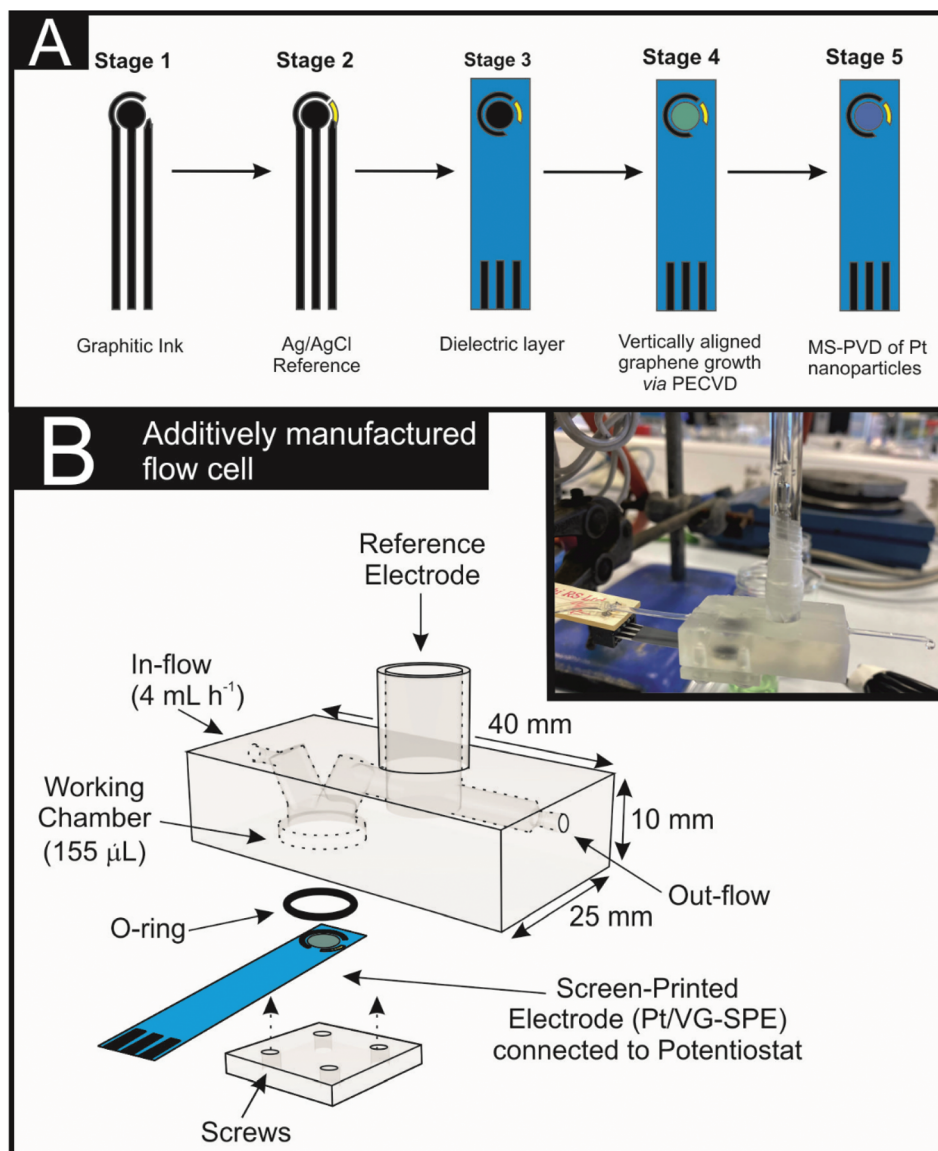 A
Stage 1
Stage 2
Stage 3
Stage 4
Stage 5
Graphitic Ink
Ag/AgCl
Reference
Dielectric layer
Vertically aligned
graphene growth
via PECVD
MS-PVD of Pt
nanoparticles
B
Additively manufactured
flow cell
Reference
Electrode
In-flow
(4 mL h⁻¹)
40 mm
Working
Chamber
(155 µ́L)
10 mm
Out-flow
25 mm
O-ring
Screen-Printed
Electrode (Pt/VG-SPE)
connected to Potentiostat
Screws